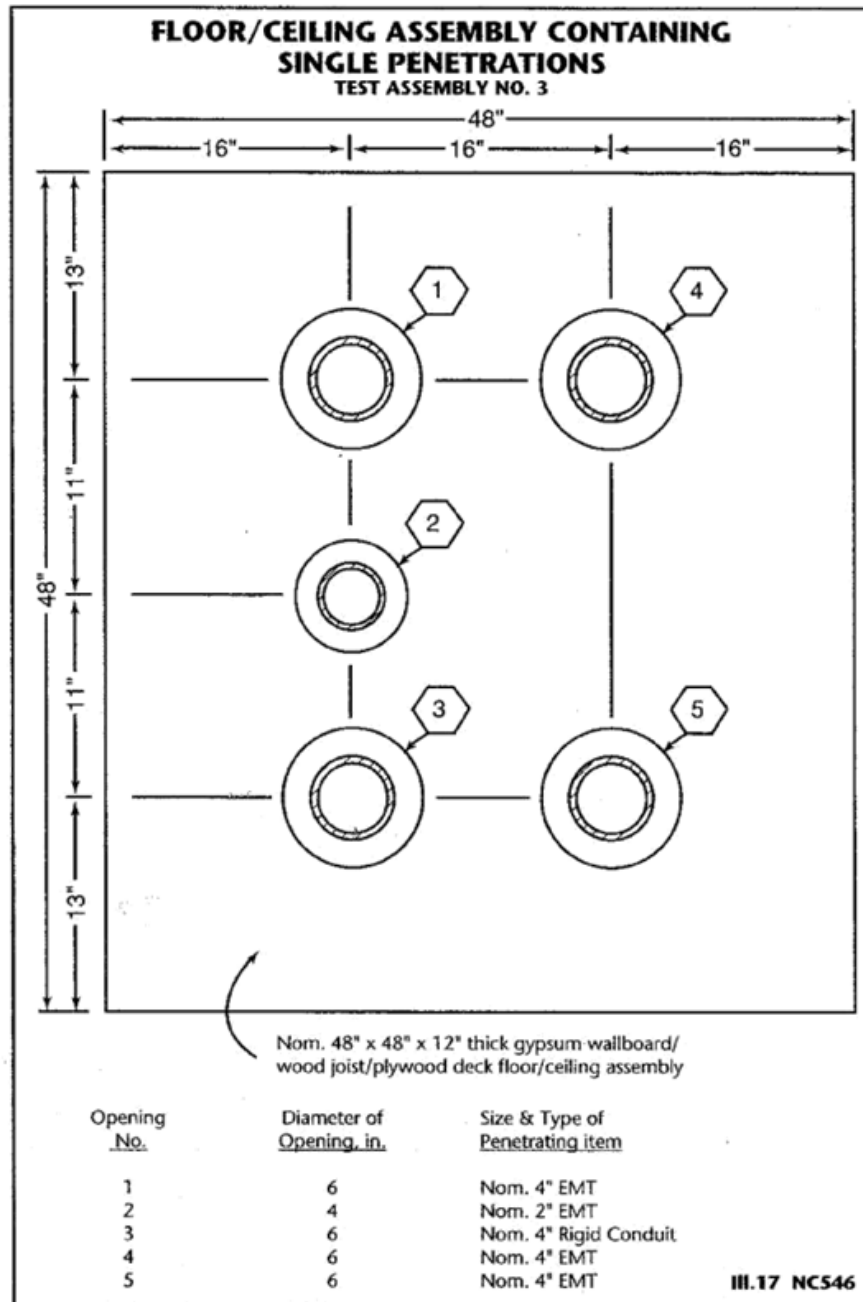 FLOOR/CEILING ASSEMBLY CONTAINING
SINGLE PENETRATIONS
TEST ASSEMBLY NO. 3
48"
16"
16"
16"
13"
1
4
11"
2
48"
11"
3
5
13"
Nom. 48" x 48" x 12" thick gypsum wallboard/
wood joist/plywood deck floor/ceiling assembly
Opening Diameter of Size & Type of
No. Opening, in. Penetrating item
1 6 Nom. 4" EMT
2 4 Nom. 2" EMT
3 6 Nom. 4" Rigid Conduit
4 6 Nom. 4" EMT
5 6 Nom. 4" EMT
III.17 NC546